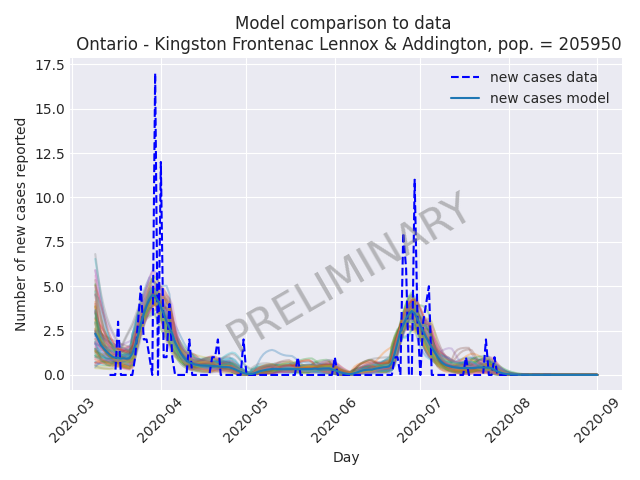 Model comparison to data
Ontario - Kingston Frontenac Lennox & Addington, pop. = 205950
new cases data
new cases model
PRELIMINARY
Number of new cases reported
17.5
15.0
12.5
10.0
7.5
5.0
2.5
0.0
2020-03
2020-04
2020-05
2020-06
2020-07
2020-08
2020-09
Day